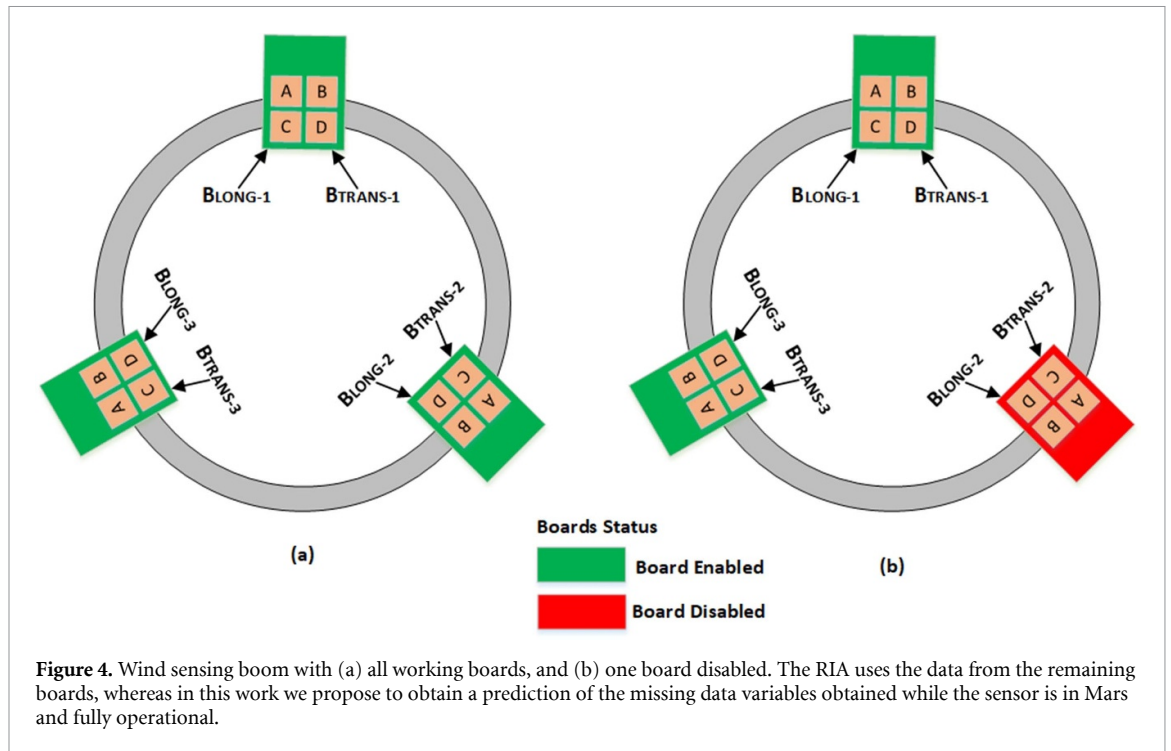 A B
C D
BLONG-1 BTRANS-1
BLONG-3
BTRANS-3
D
B
C
A
BTRANS-2
BLONG-2
C
D
A
B
(a)
A B
C D
BLONG-1 BTRANS-1
BLONG-3
BTRANS-3
D
B
C
A
BTRANS-2
BLONG-2
C
D
A
B
(b)
Boards Status
Board Enabled
Board Disabled
Figure 4. Wind sensing boom with (a) all working boards, and (b) one board disabled. The RIA uses the data from the remaining
boards, whereas in this work we propose to obtain a prediction of the missing data variables obtained while the sensor is in Mars
and fully operational.